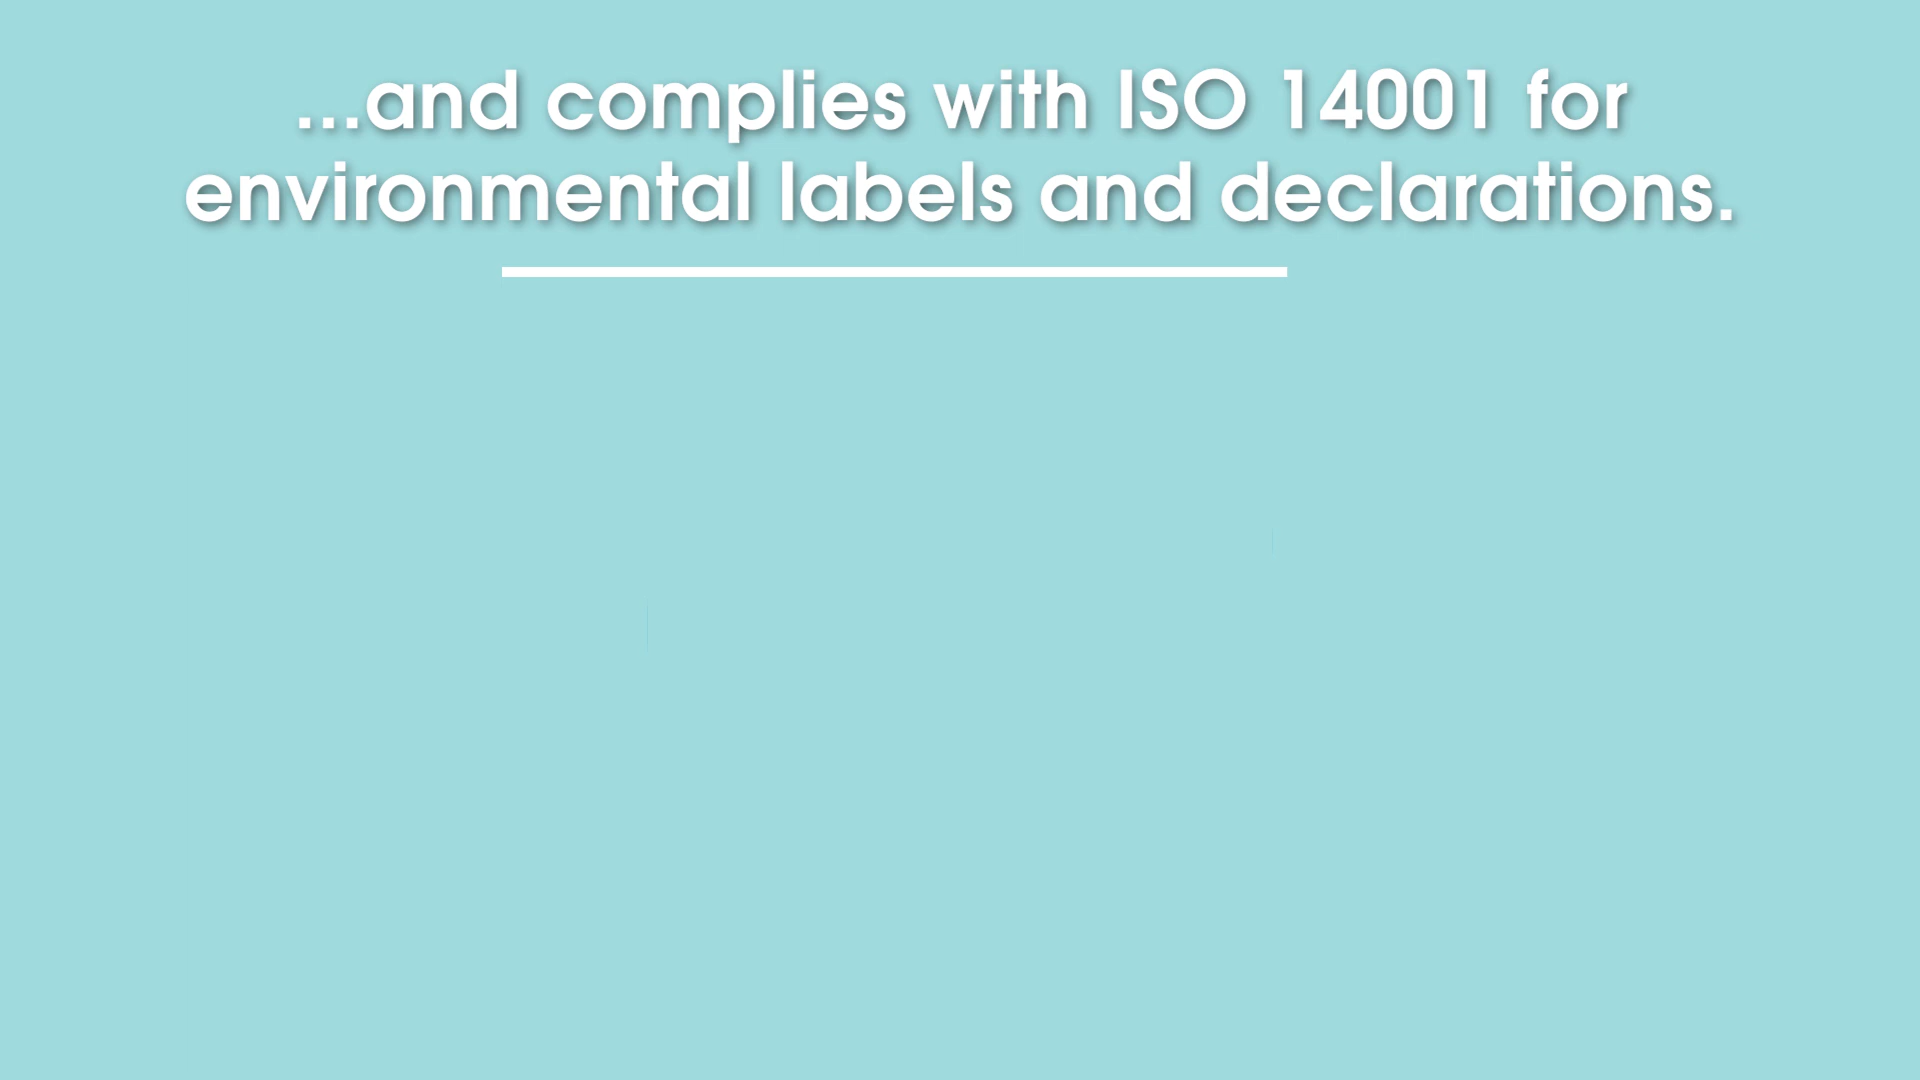 ...and complies with ISO 14001 for
environmental labels and declarations.